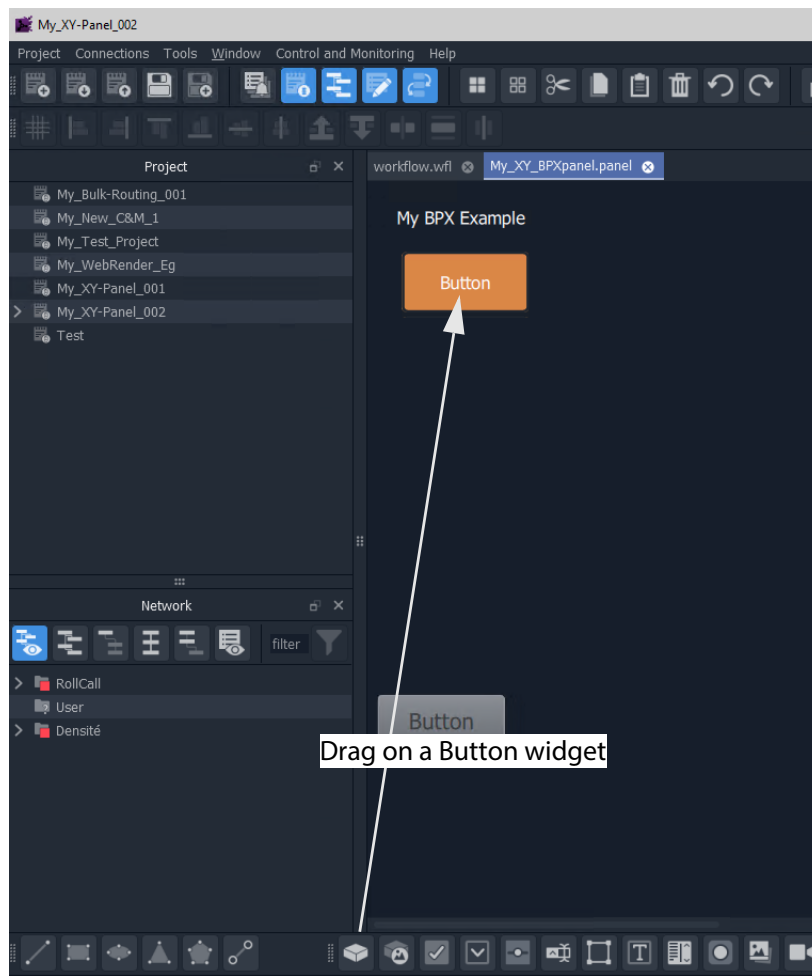 My_XY-Panel_002
Project Connections Tools Window Control and Monitoring Help
Project
workflow.wfl
My_XY_BPXpanel.panel
My_Bulk-Routing_001
My_New_C&M_1
My_Test_Project
My_WebRender_Eg
My_XY-Panel_001
My_XY-Panel_002
Test
My BPX Example
Button
Network
filter
RollCall
User
Densité
Button
Drag on a Button widget